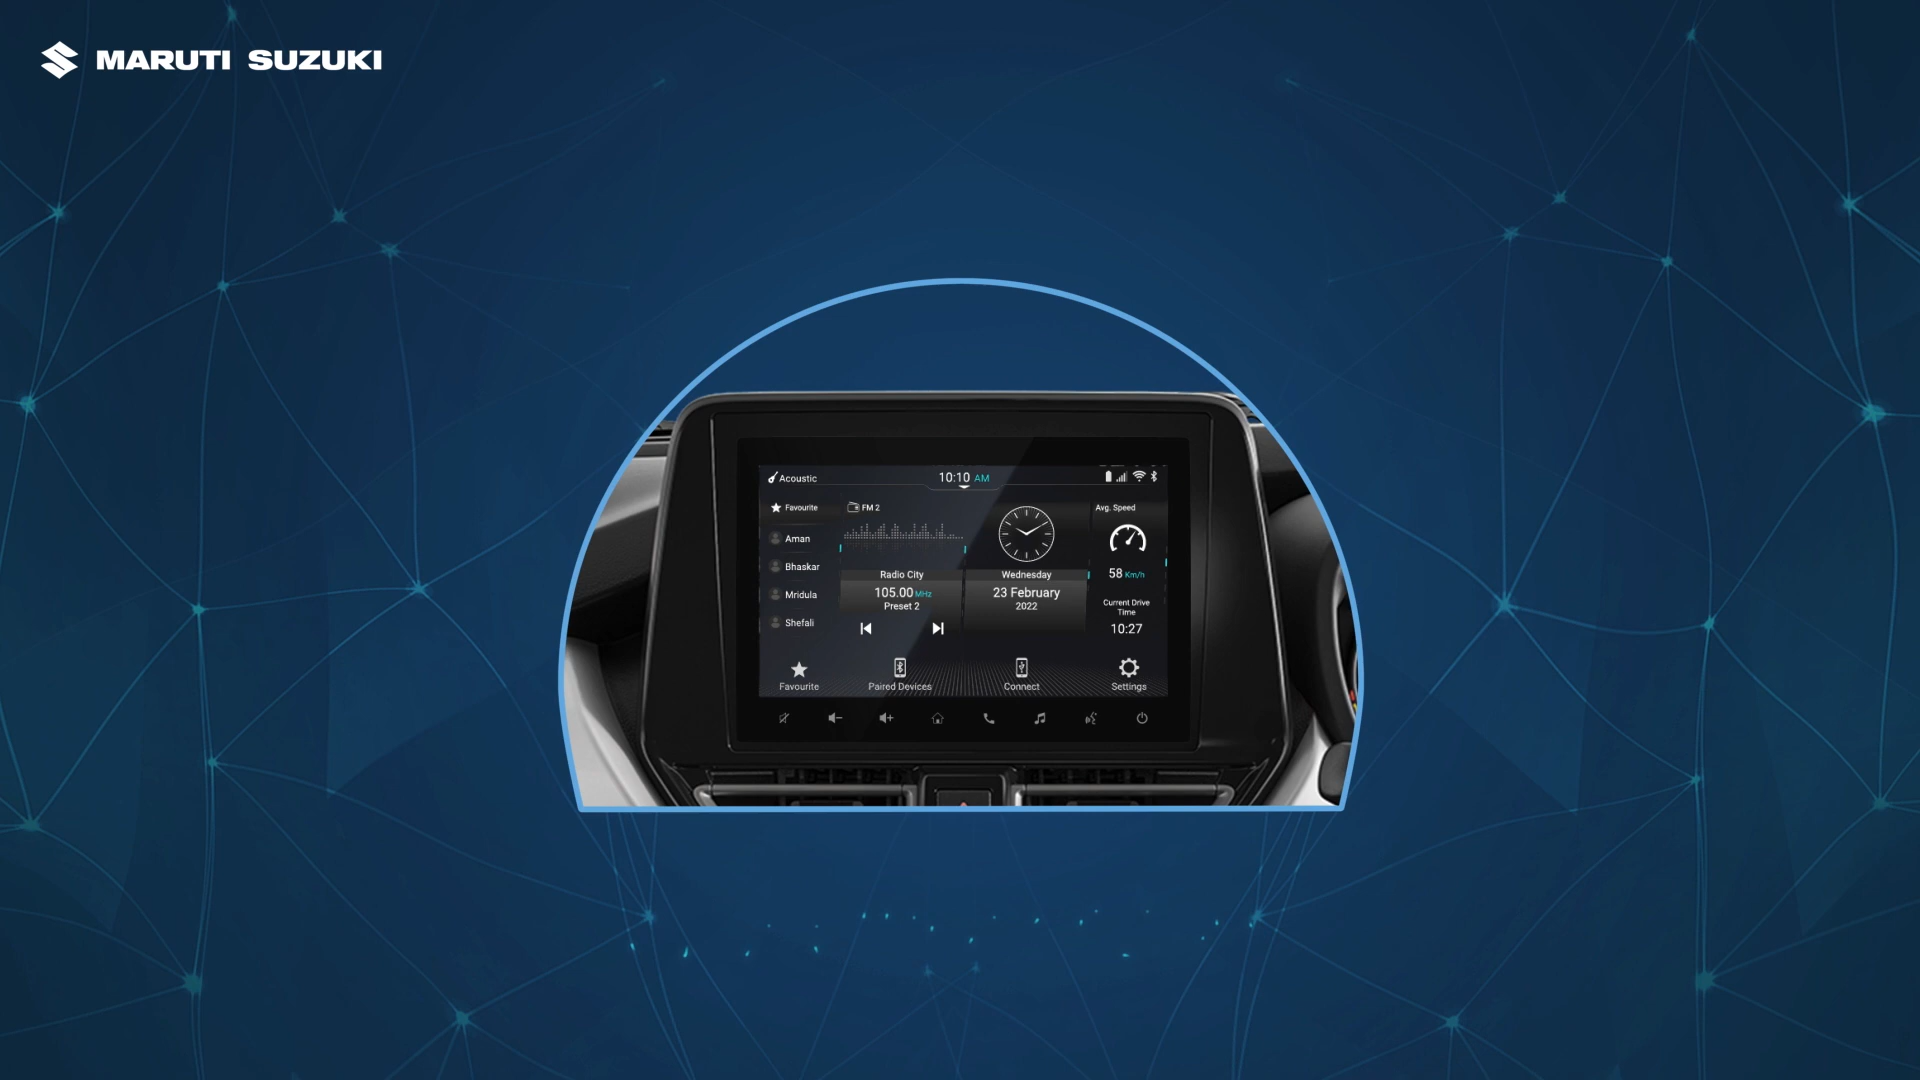 MARUTI SUZUKI
Acoustic
10:10 AM
Favourite
FM 2
Avg. Speed
Aman
Bhaskar
Mridula
Shefali
Radio City
105.00 MHz
Preset 2
Wednesday
23 February
2022
58 Km/h
Current Drive
Time
10:27
Favourite
Paired Devices
Connect
Settings